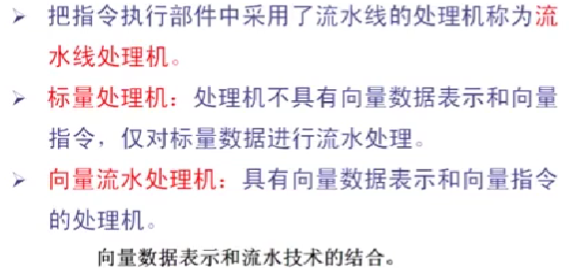 ➢ 把指令执行部件中采用了流水线的处理机称为流
水线处理机。
➢ 标量处理机：处理机不具有向量数据表示和向量
指令，仅对标量数据进行流水处理。
➢ 向量流水处理机：具有向量数据表示和向量指令
的处理机。
向量数据表示和流水技术的结合。